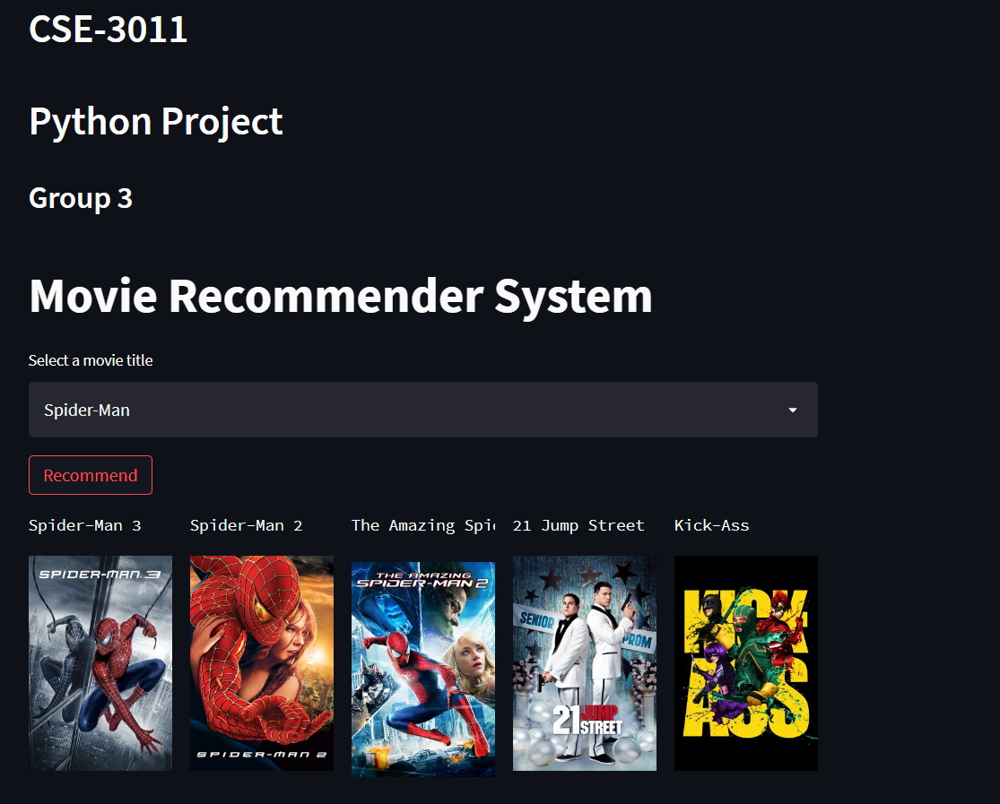 CSE-3011
Python Project
Group 3
Movie Recommender System
Select a movie title
Spider-Man
Recommend
Spider-Man 3
Spider-Man 2
The Amazing Spi
21 Jump Street
Kick-Ass
SPIDER-MAN 3
SPIDER-MAN 2
THE AMAZING
SPIDER-MAN 2
SENIOR
PROM
21 JUMP
STREET
KICK-
ASS